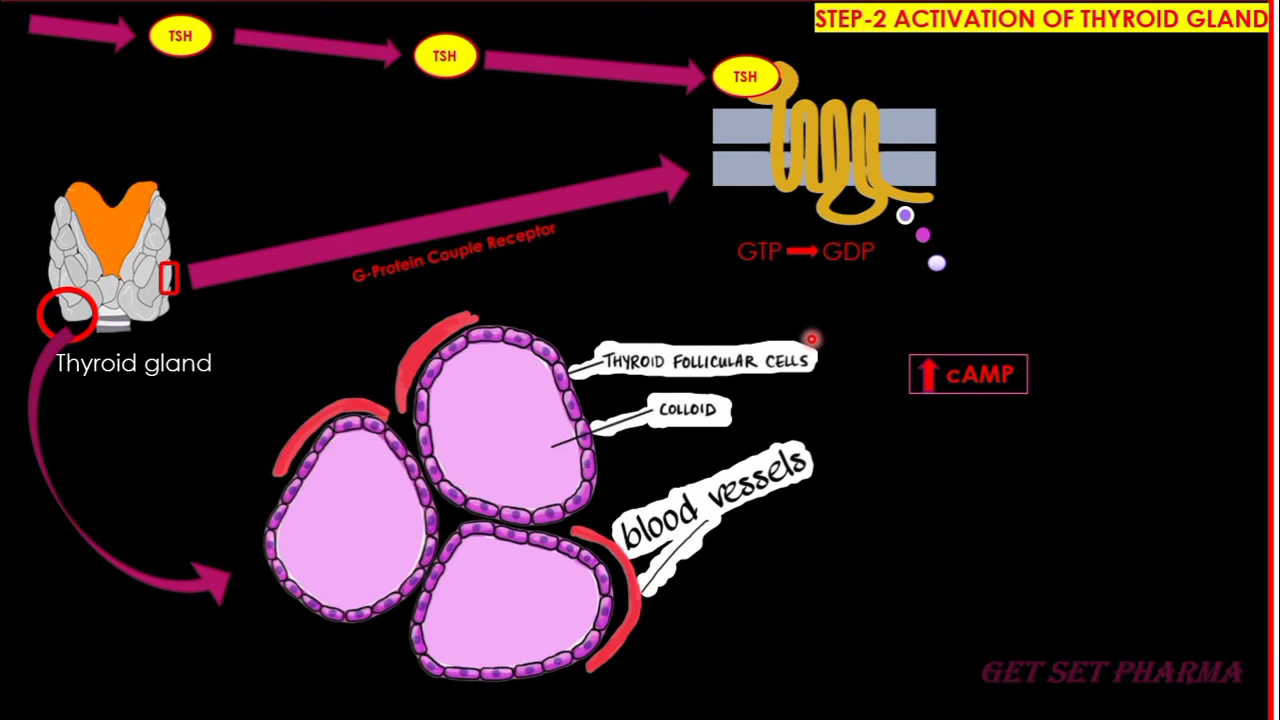 STEP-2 ACTIVATION OF THYROID GLAND
TSH
TSH
TSH
G-Protein Couple Receptor
GTP GDP
Thyroid gland
THYROID FOLLICULAR CELLS
cAMP
COLLOID
blood vessels
GET SET PHARMA